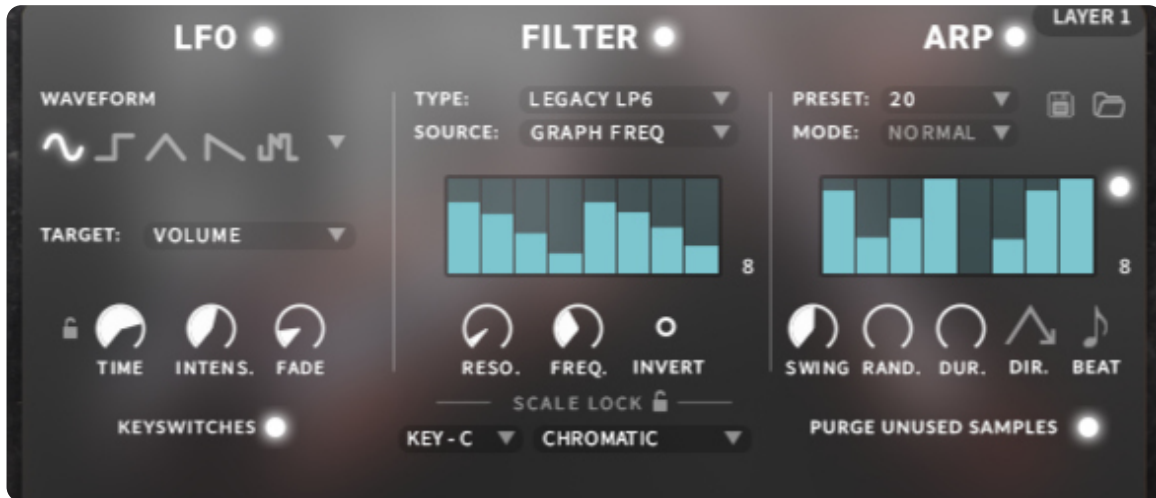 LAYER 1
LFO
WAVEFORM
TARGET: VOLUME
TIME INTENS. FADE
KEYSWITCHES
FILTER
TYPE: LEGACY LP6
SOURCE: GRAPH FREQ
8
RESO. FREQ. INVERT
SCALE LOCK
KEY - C CHROMATIC
ARP
PRESET: 20
MODE: NORMAL
8
SWING RAND. DUR. DIR. BEAT
PURGE UNUSED SAMPLES